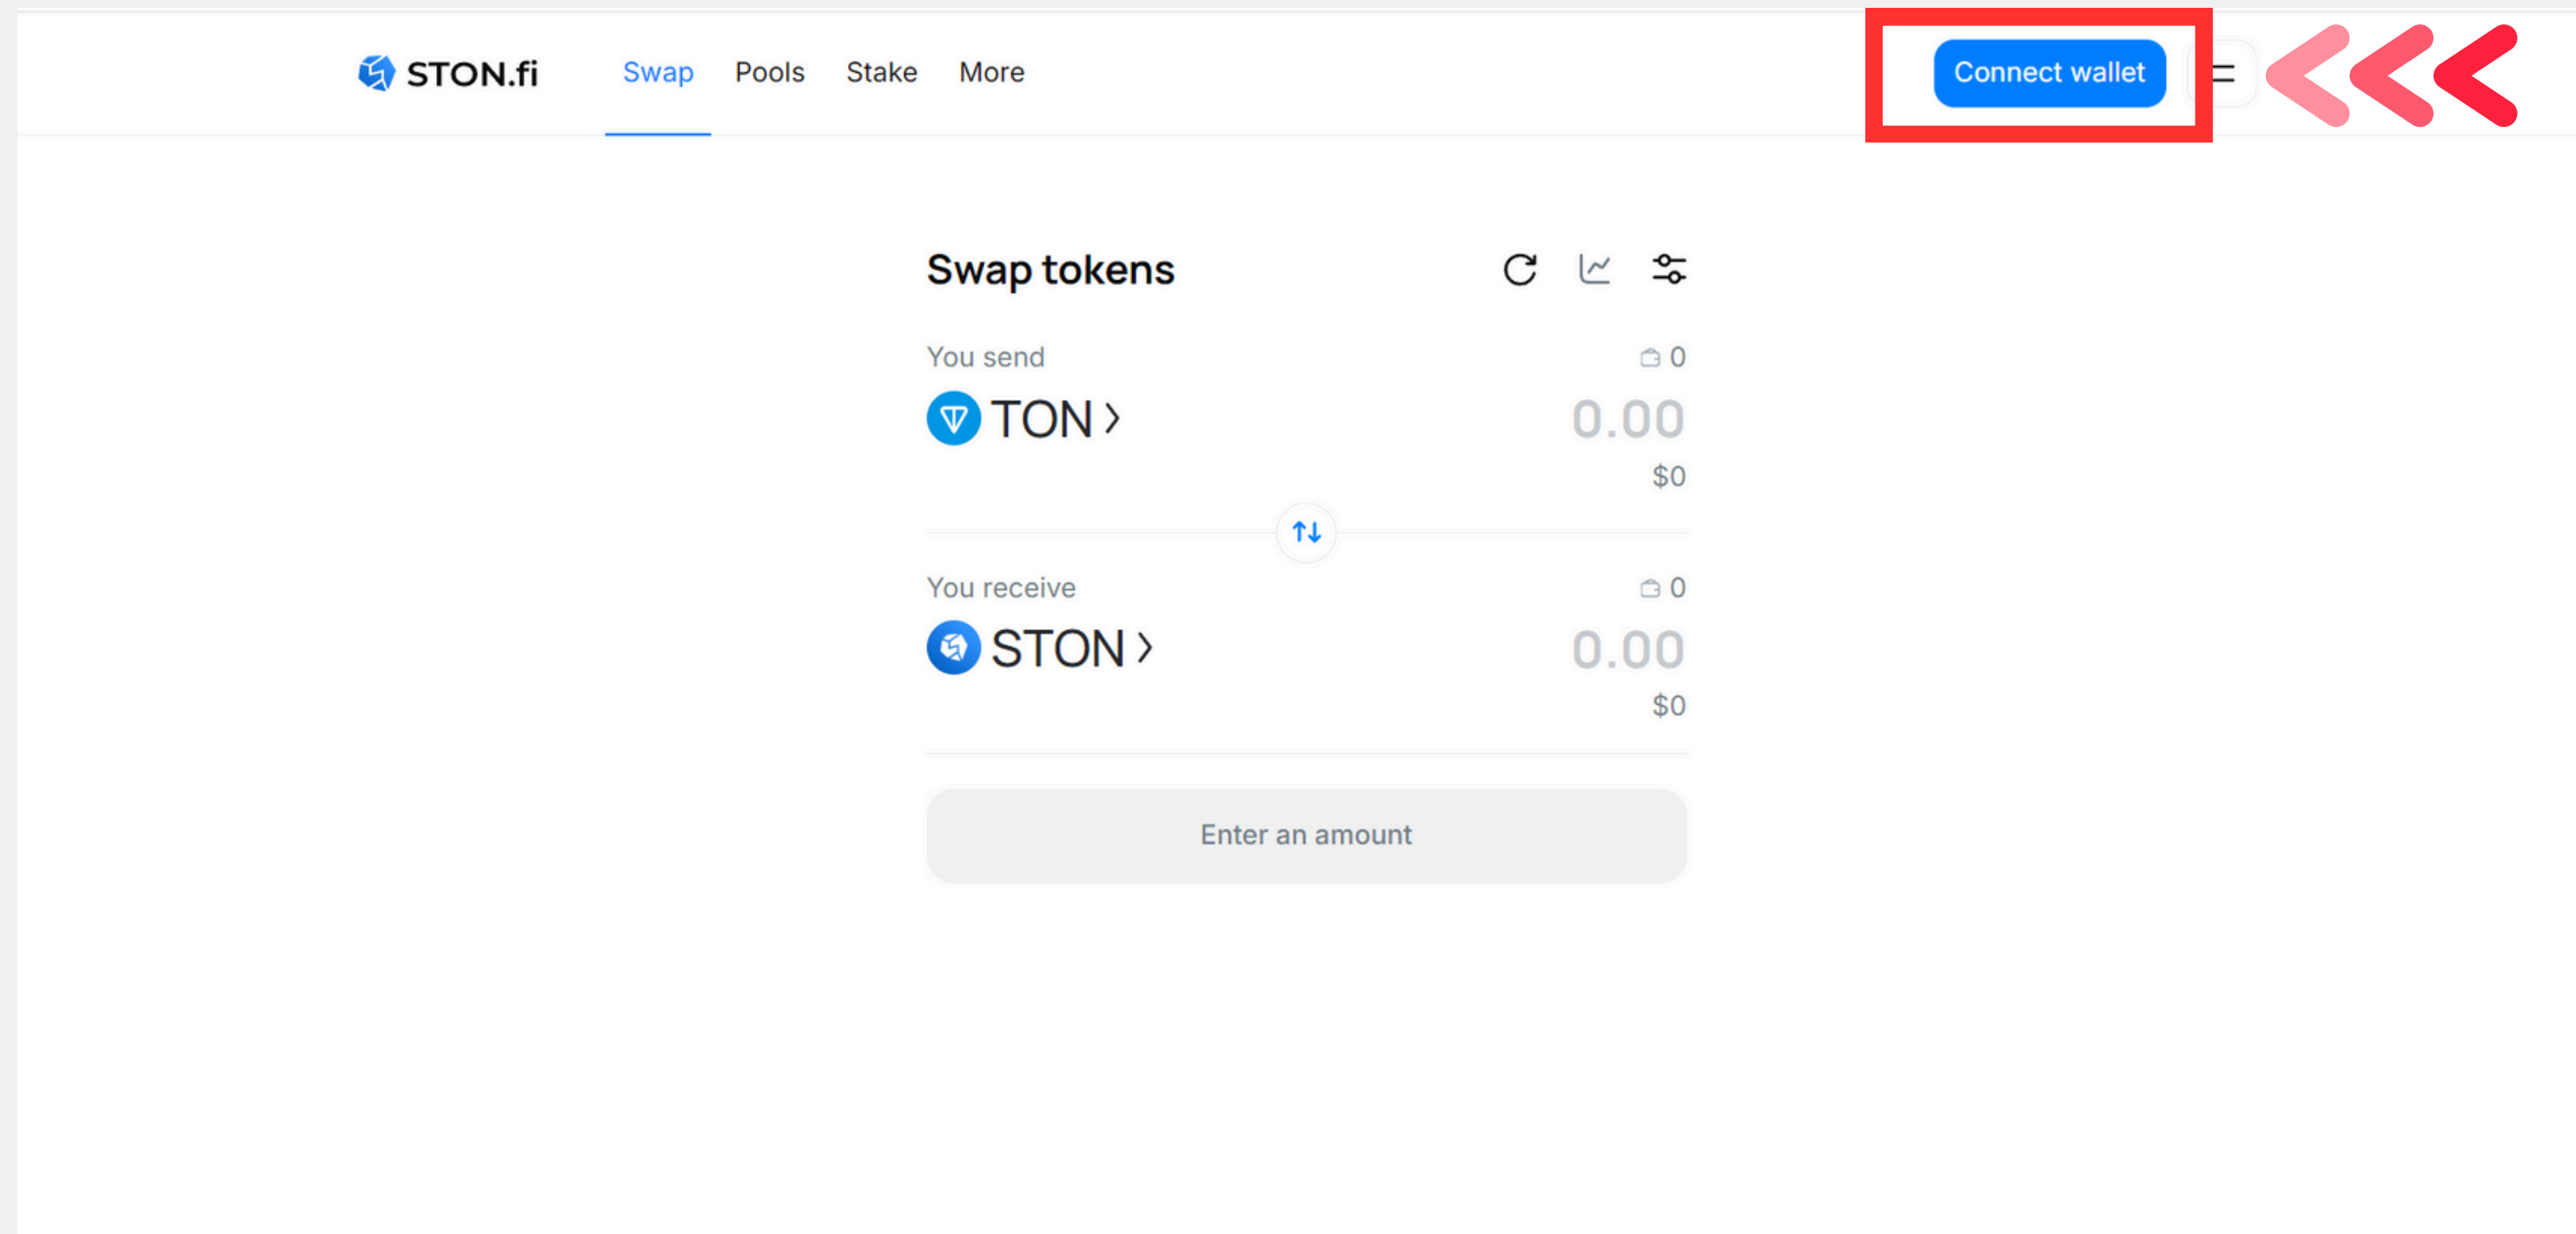 STON.fi Swap Pools Stake More Connect wallet
Swap tokens
You send 0
TON 0.00
$0
You receive 0
STON 0.00
$0
Enter an amount